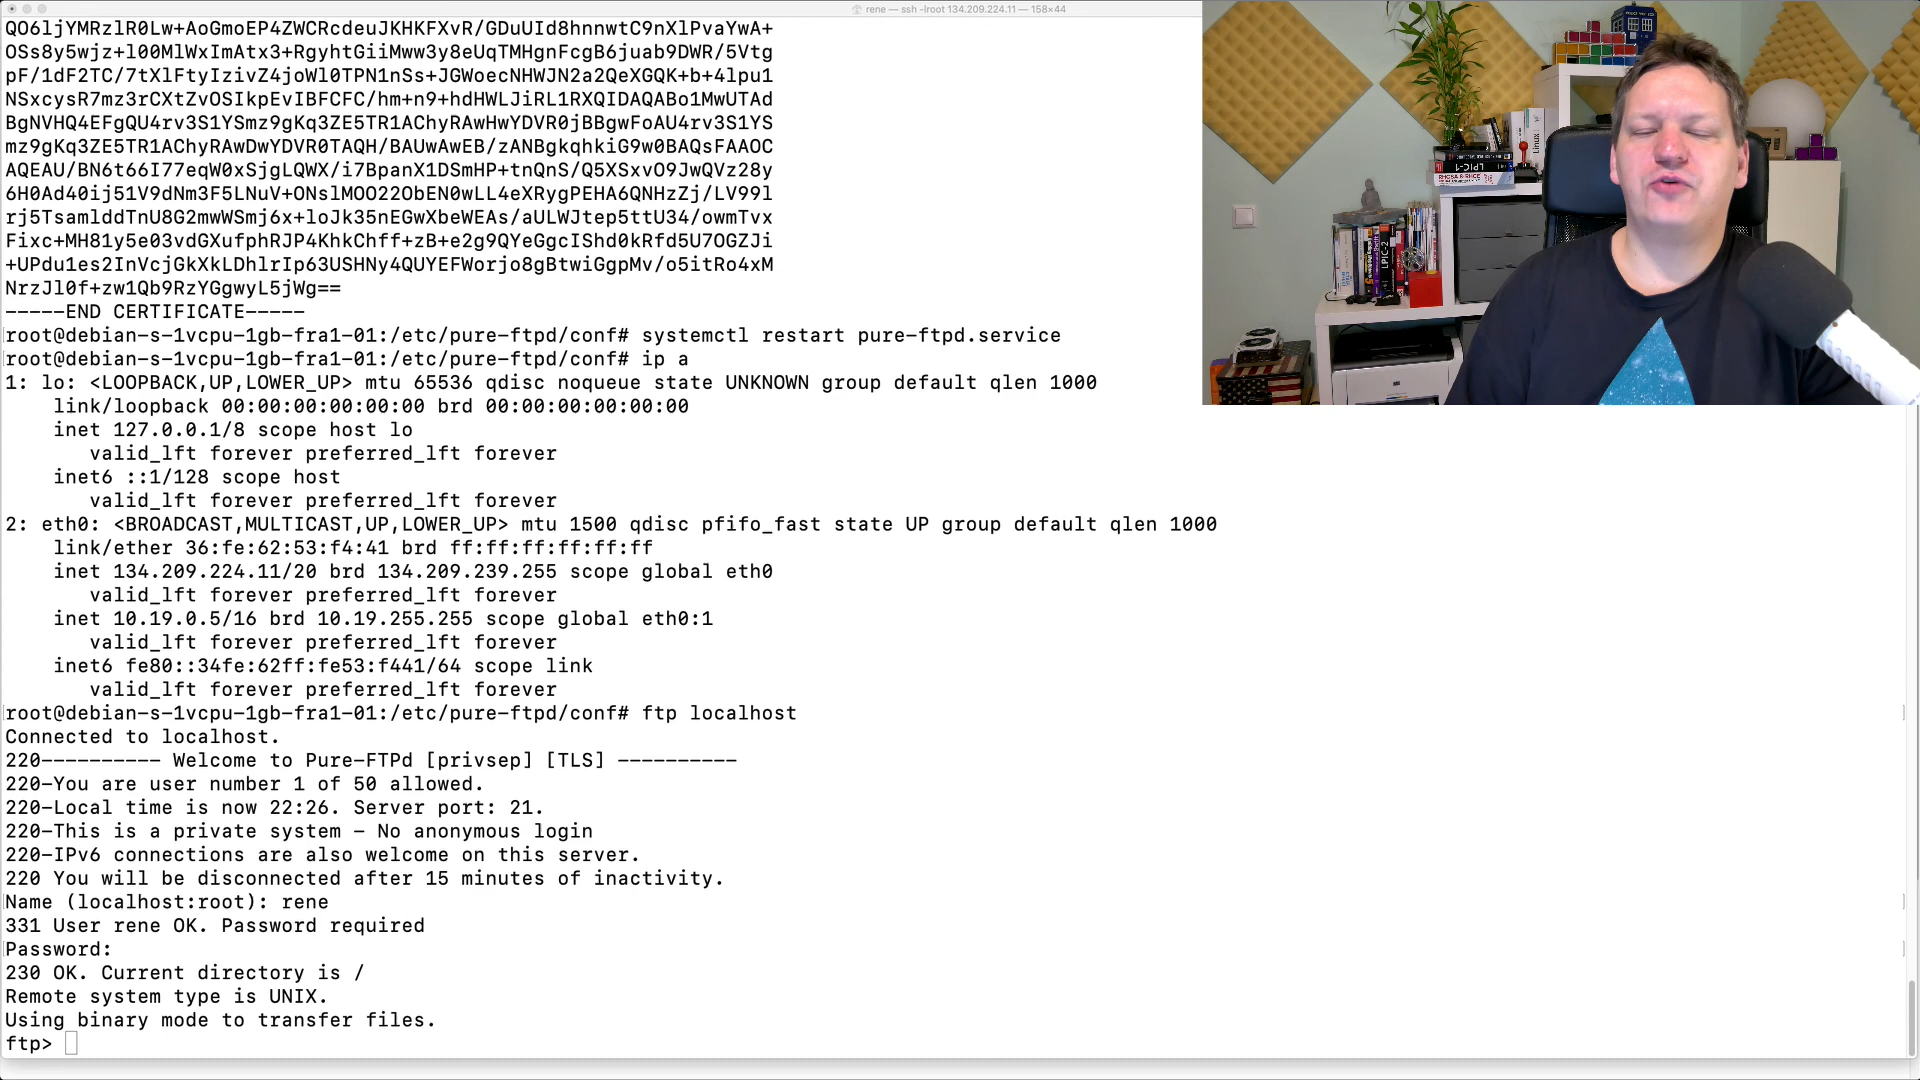 rene — ssh -lroot 134.209.224.11 — 158×44
QO6ljYMRzlR0Lw+AoGmoEP4ZWCRcdeuJKHKFXvR/GDuUId8hnnwtC9nXlPvaYwA+
OSs8y5wjz+l00MlWxImAtx3+RgyhtGiiMww3y8eUqTMHgnFcgB6juab9DWR/5Vtg
pF/1dF2TC/7tXlFtyIzivZ4joWl0TPN1nSs+JGWoecNHWJN2a2QeXGQK+b+4lpu1
NSxcysR7mz3rCXtZvOSIkpEvIBFCFC/hm+n9+hdHWLJiRL1RXQIDAQABo1MwUTAd
BgNVHQ4EFgQU4rv3S1YSmz9gKq3ZE5TR1AChyRAwHwYDVR0jBBgwFoAU4rv3S1YS
mz9gKq3ZE5TR1AChyRAwDwYDVR0TAQH/BAUwAwEB/zANBgkqhkiG9w0BAQsFAAOC
AQEAU/BN6t66I77eqW0xSjgLQWX/i7BpanX1DSmHP+tnQnS/Q5XSxvO9JwQVz28y
6H0Ad40ij51V9dNm3F5LNuV+ONslMOO22ObEN0wLL4eXRygPEHA6QNHzZj/LV99l
rj5TsamlddTnU8G2mwWSmj6x+loJk35nEGwXbeWEAs/aULWJtep5ttU34/owmTvx
Fixc+MH81y5e03vdGXufphRJP4KhkChff+zB+e2g9QYeGgcIShd0kRfd5U7OGZJi
+UPdu1es2InVcjGkXkLDhlrIp63USHNy4QUYEFWorjo8gBtwiGgpMv/o5itRo4xM
NrzJl0f+zw1Qb9RzYGgwyL5jWg==
-----END CERTIFICATE-----
root@debian-s-1vcpu-1gb-fra1-01:/etc/pure-ftpd/conf# systemctl restart pure-ftpd.service
root@debian-s-1vcpu-1gb-fra1-01:/etc/pure-ftpd/conf# ip a
1: lo: <LOOPBACK,UP,LOWER_UP> mtu 65536 qdisc noqueue state UNKNOWN group default qlen 1000
    link/loopback 00:00:00:00:00:00 brd 00:00:00:00:00:00
    inet 127.0.0.1/8 scope host lo
       valid_lft forever preferred_lft forever
    inet6 ::1/128 scope host
       valid_lft forever preferred_lft forever
2: eth0: <BROADCAST,MULTICAST,UP,LOWER_UP> mtu 1500 qdisc pfifo_fast state UP group default qlen 1000
    link/ether 36:fe:62:53:f4:41 brd ff:ff:ff:ff:ff:ff
    inet 134.209.224.11/20 brd 134.209.239.255 scope global eth0
       valid_lft forever preferred_lft forever
    inet 10.19.0.5/16 brd 10.19.255.255 scope global eth0:1
       valid_lft forever preferred_lft forever
    inet6 fe80::34fe:62ff:fe53:f441/64 scope link
       valid_lft forever preferred_lft forever
root@debian-s-1vcpu-1gb-fra1-01:/etc/pure-ftpd/conf# ftp localhost
Connected to localhost.
220---------- Welcome to Pure-FTPd [privsep] [TLS] ----------
220-You are user number 1 of 50 allowed.
220-Local time is now 22:26. Server port: 21.
220-This is a private system - No anonymous login
220-IPv6 connections are also welcome on this server.
220 You will be disconnected after 15 minutes of inactivity.
Name (localhost:root): rene
331 User rene OK. Password required
Password:
230 OK. Current directory is /
Remote system type is UNIX.
Using binary mode to transfer files.
ftp>
Linux
LPIC-1
LPIC-2